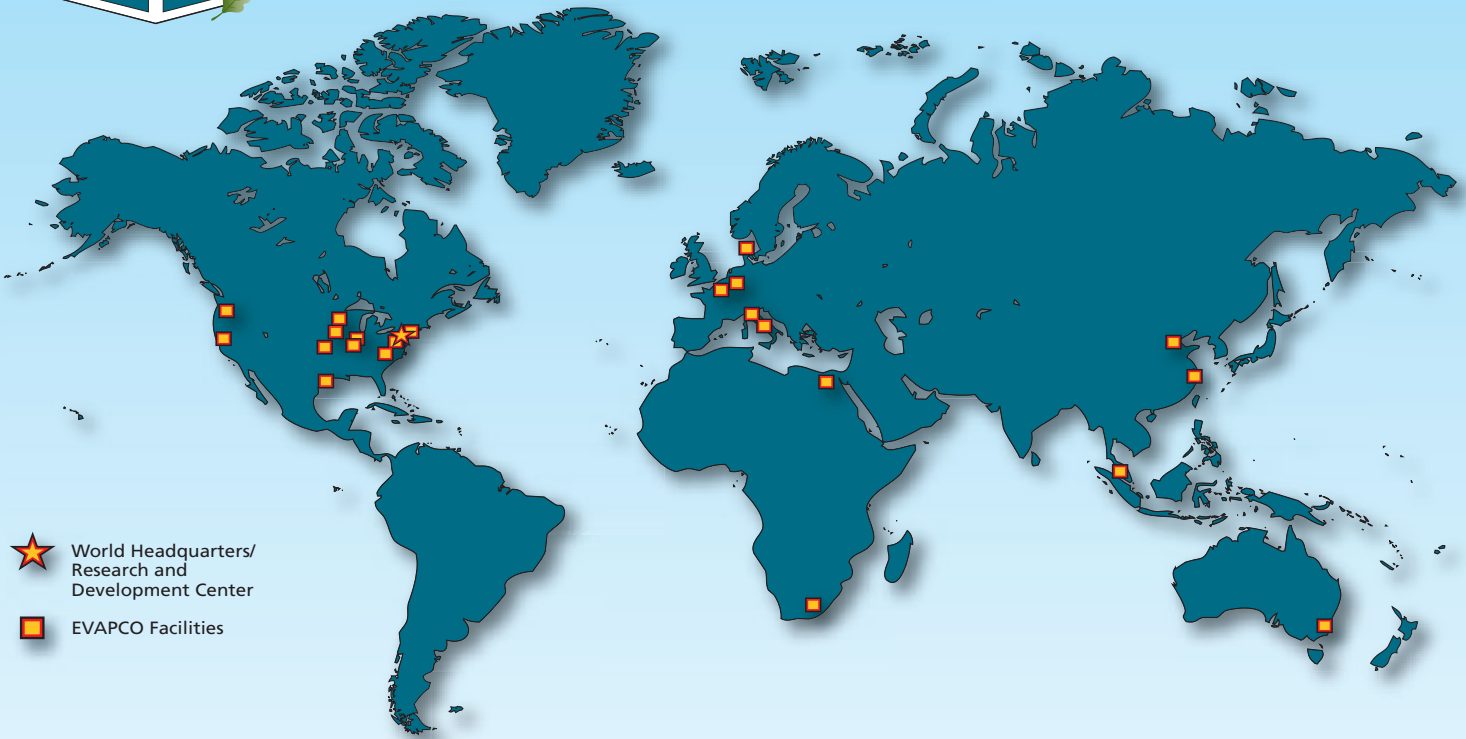 World Headquarters/
Research and
Development Center
EVAPCO Facilities